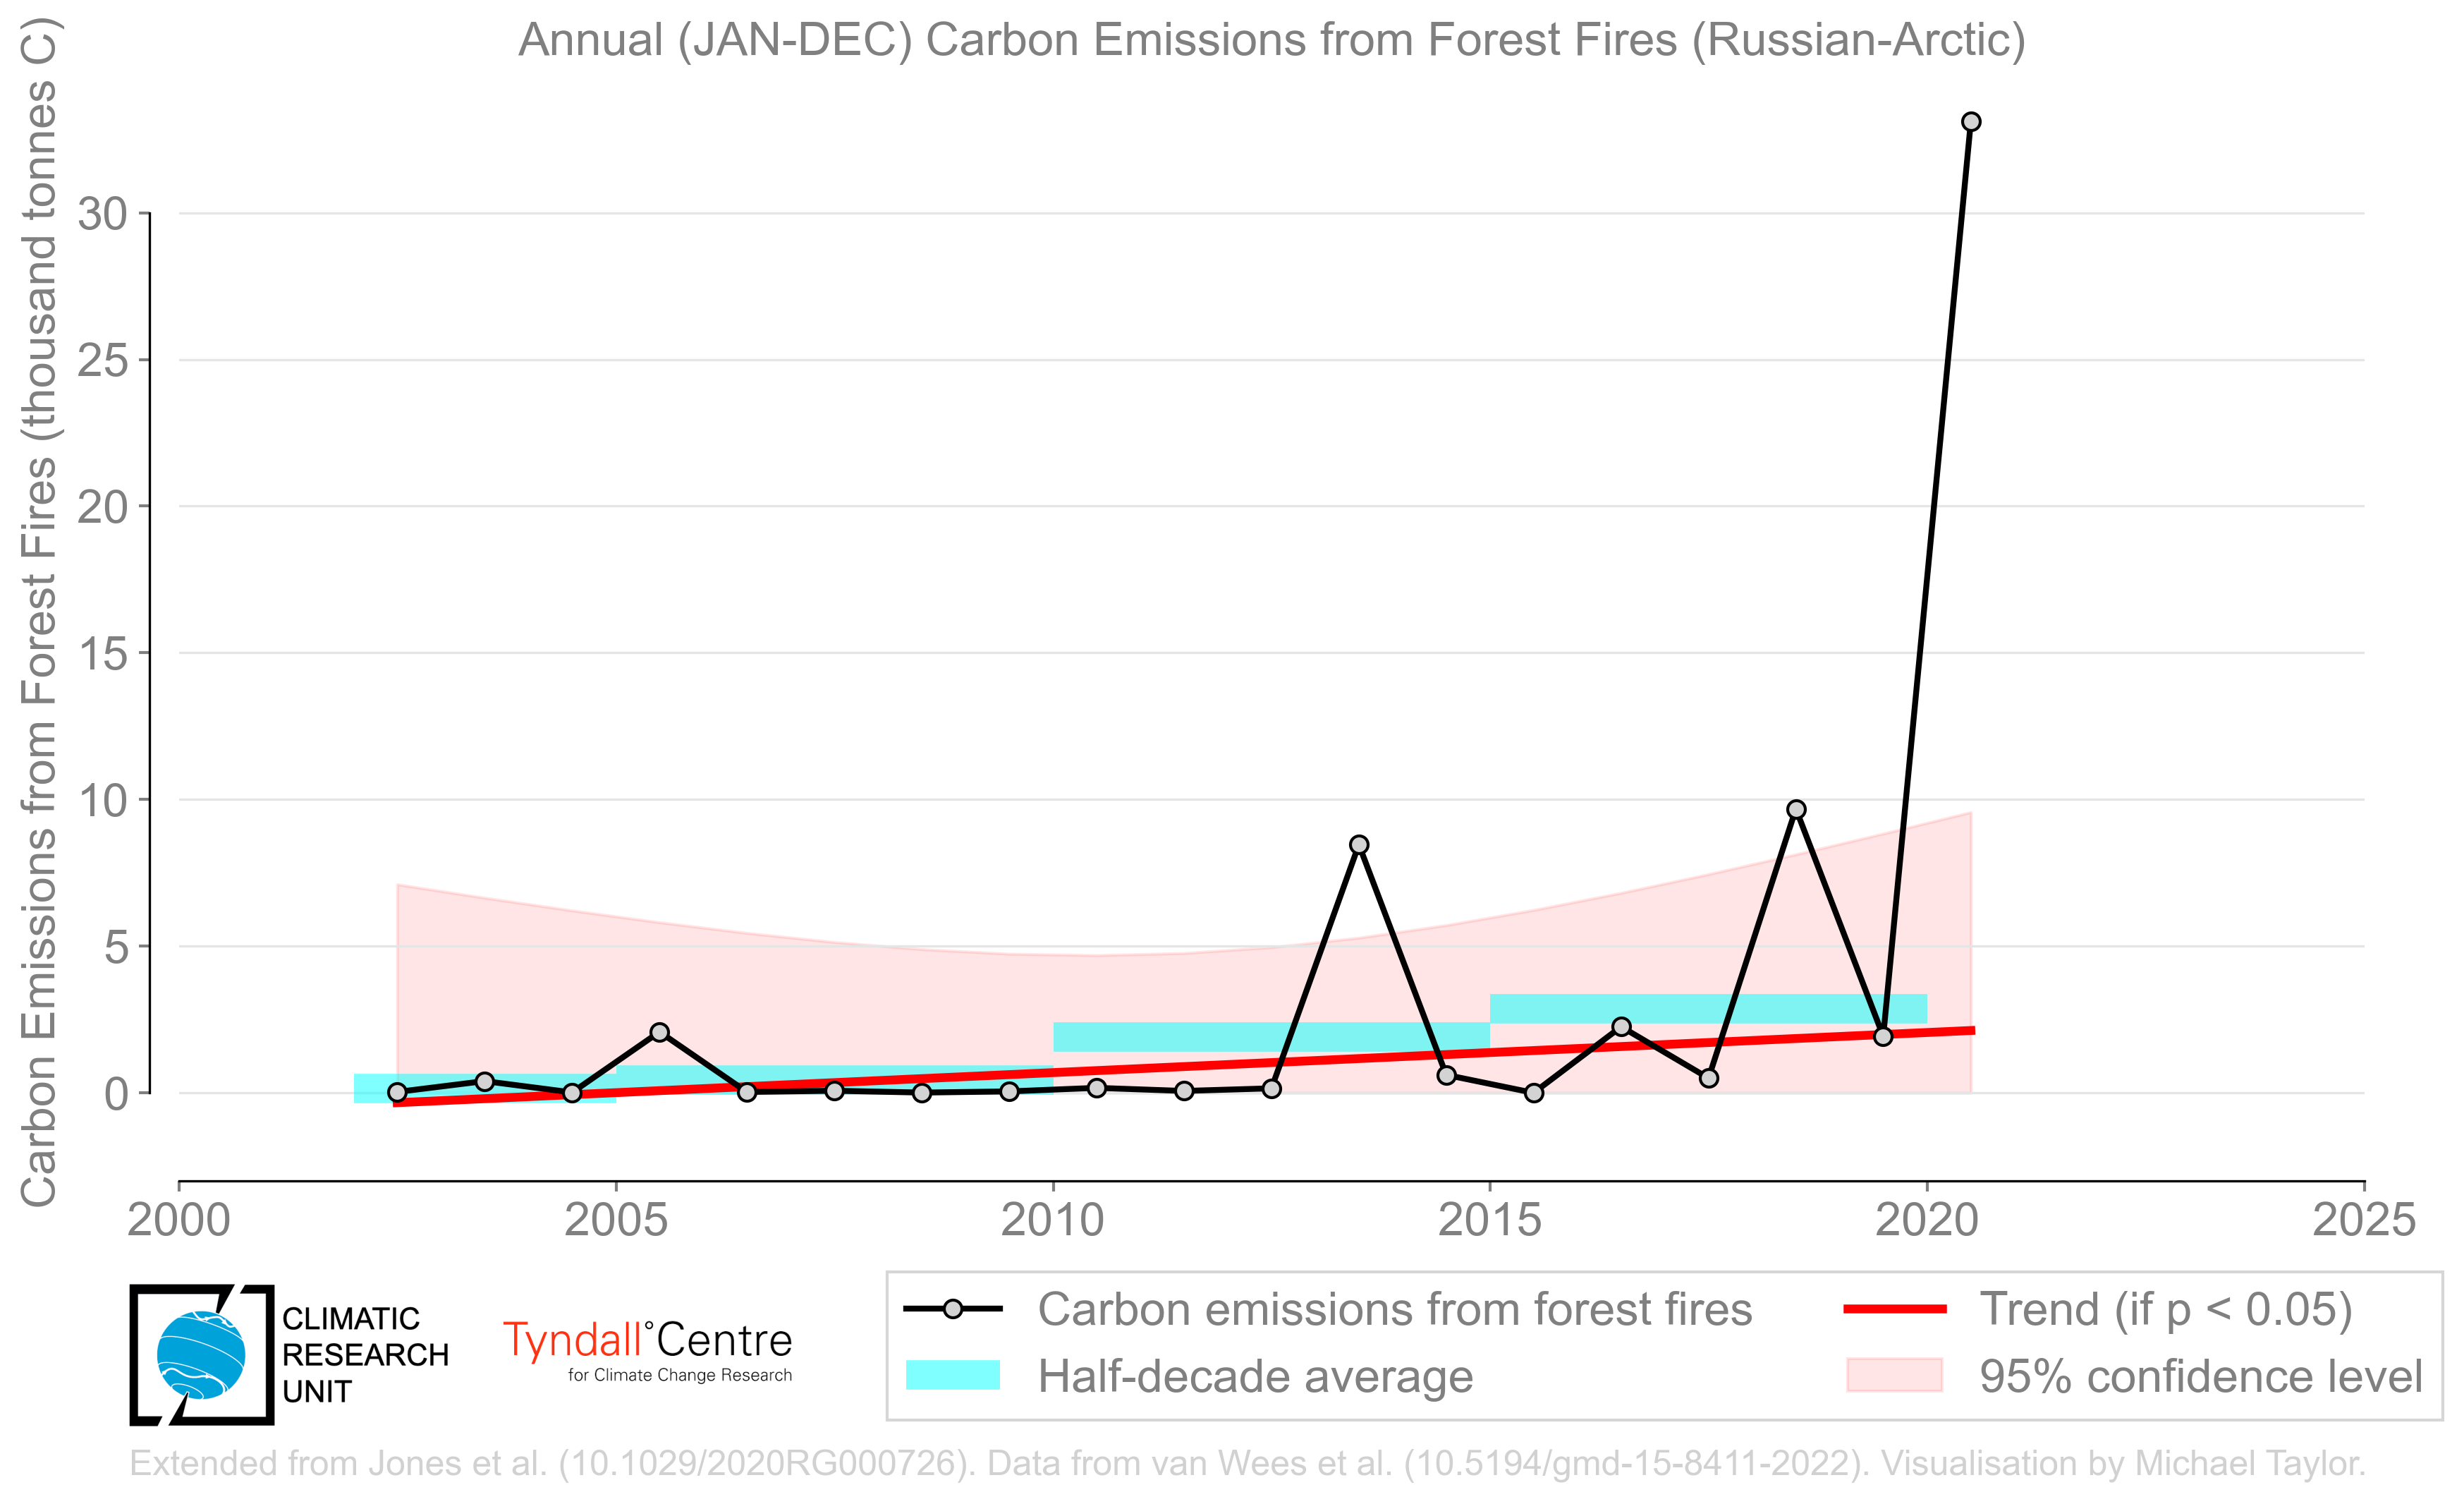 Annual (JAN-DEC) Carbon Emissions from Forest Fires (Russian-Arctic)
Carbon Emissions from Forest Fires (thousand tonnes C)
30
25
20
15
10
5
0
2000 2005 2010 2015 2020 2025
CLIMATIC
RESEARCH
UNIT
Tyndall°Centre
for Climate Change Research
Carbon emissions from forest fires
Half-decade average
Trend (if p < 0.05)
95% confidence level
Extended from Jones et al. (10.1029/2020RG000726). Data from van Wees et al. (10.5194/gmd-15-8411-2022). Visualisation by Michael Taylor.